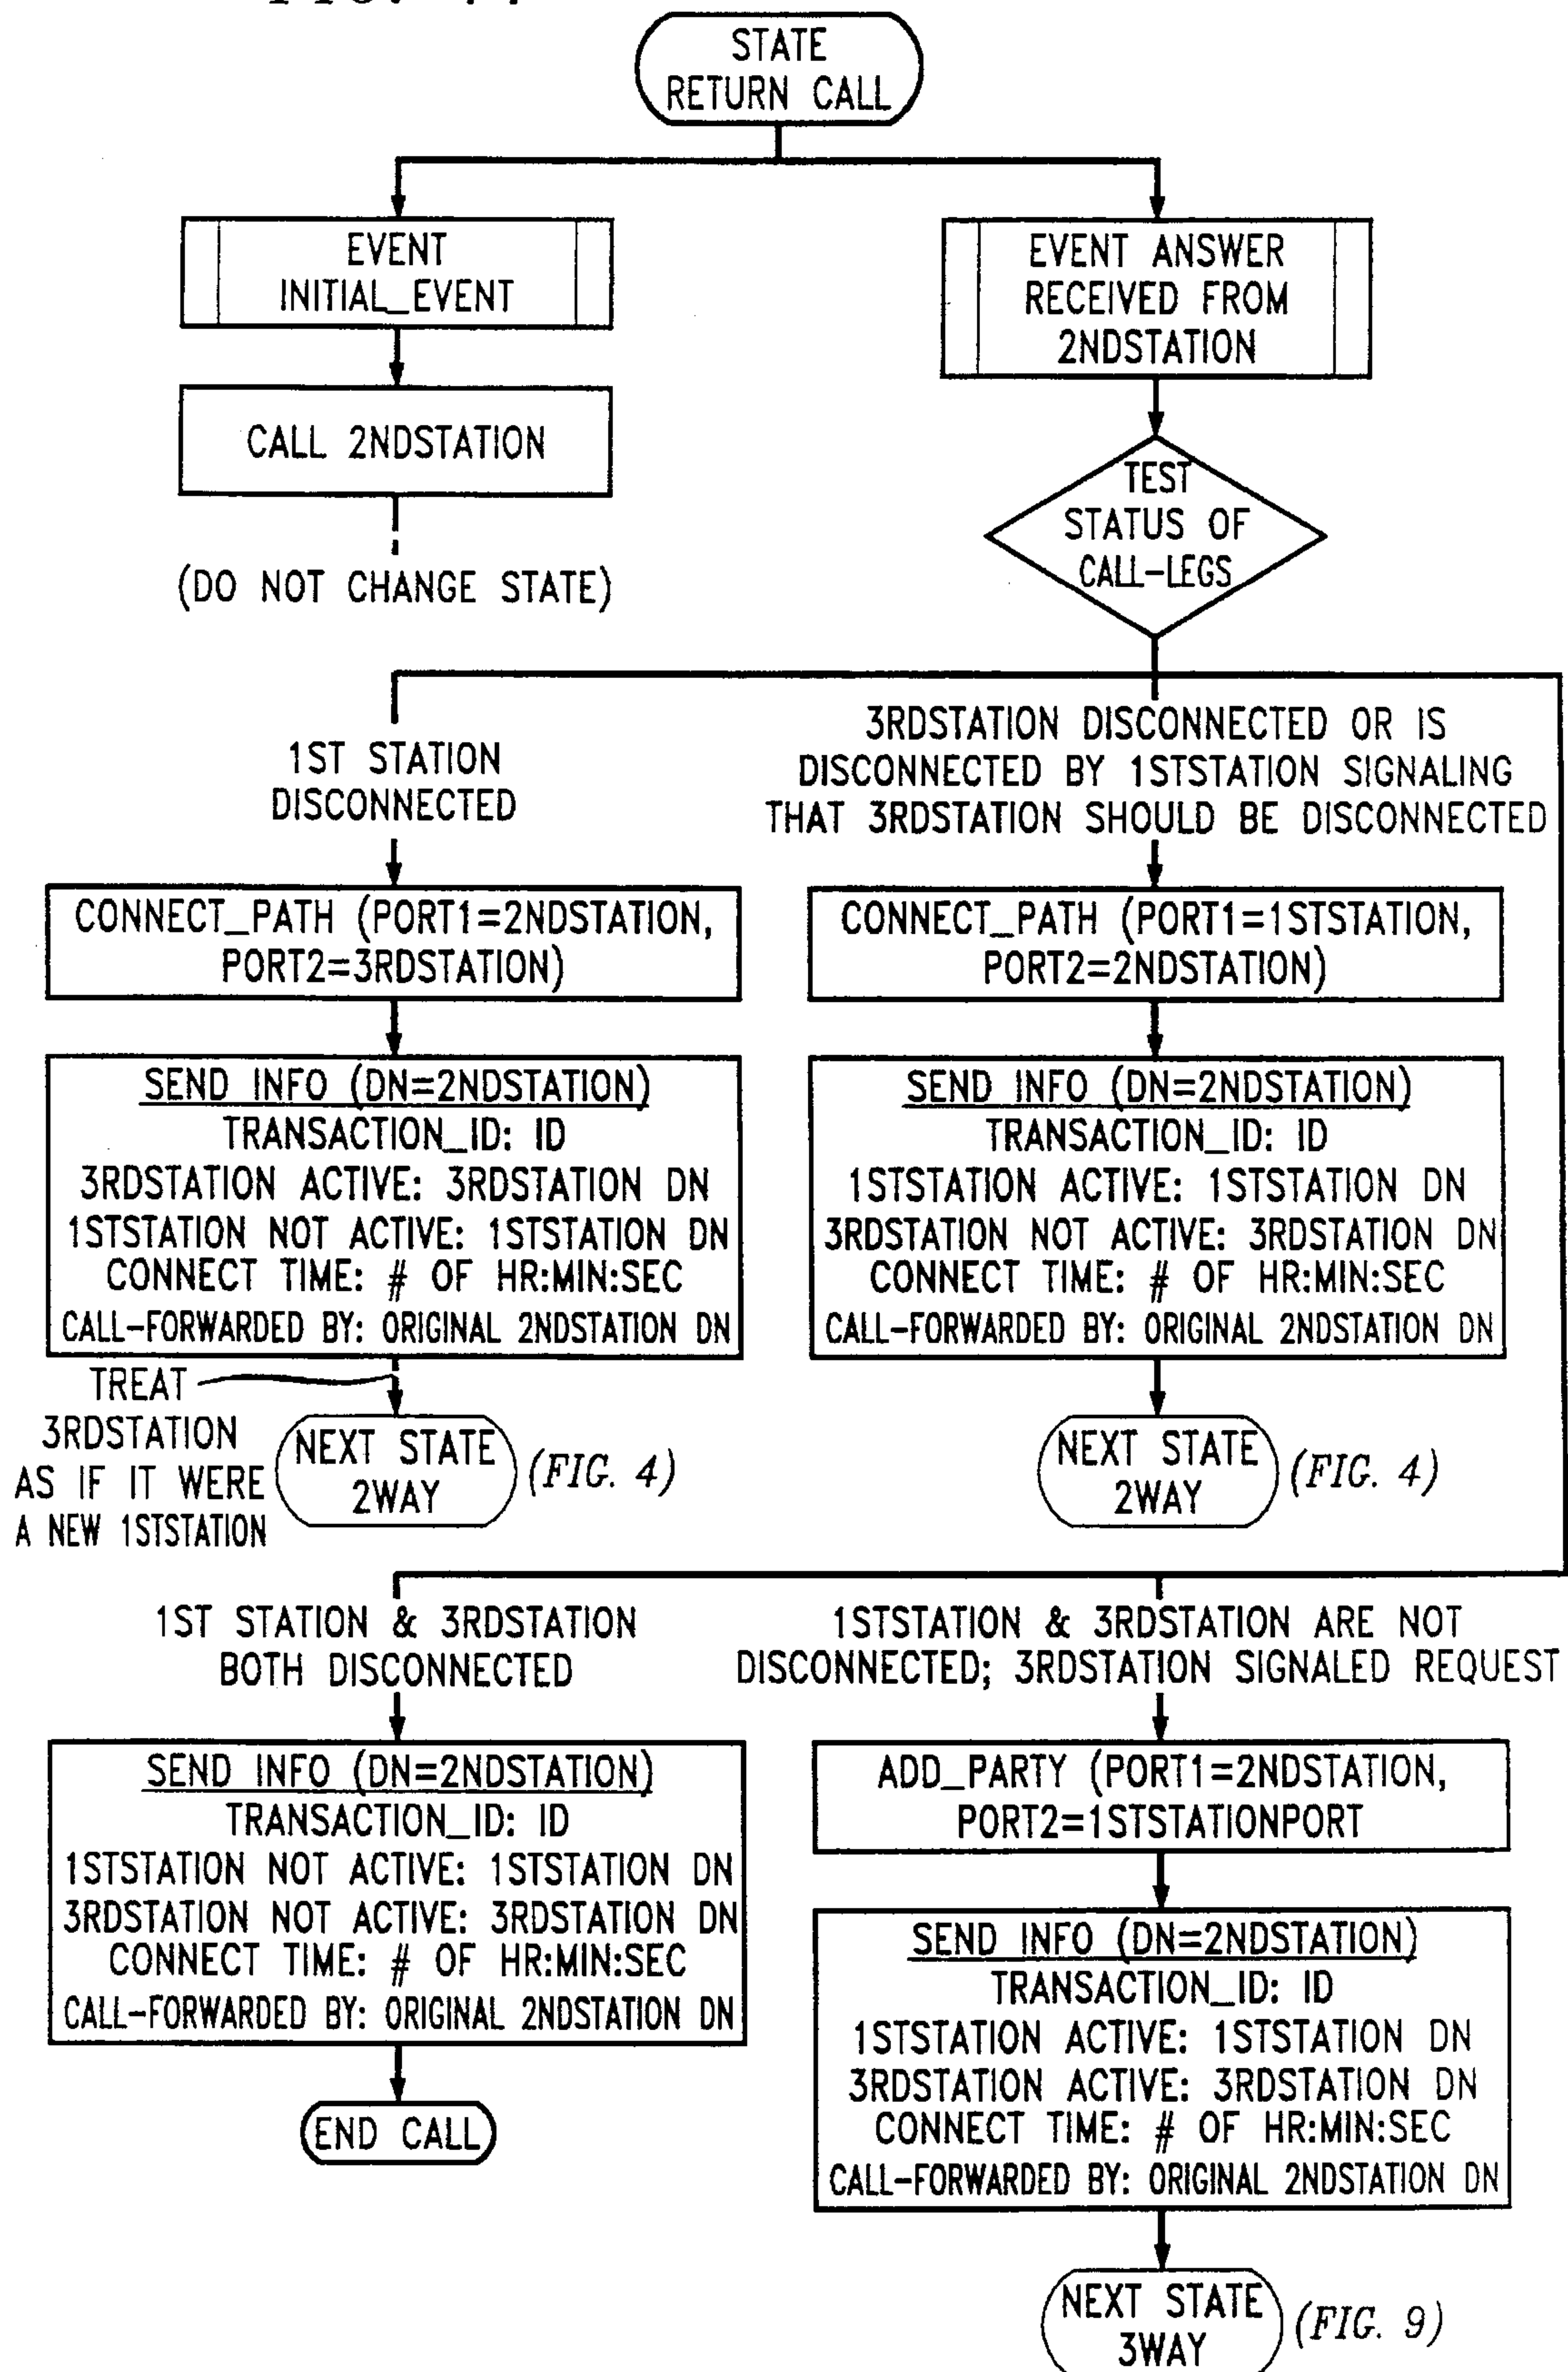 STATE
RETURN CALL
EVENT
INITIAL_EVENT
EVENT ANSWER
RECEIVED FROM
2NDSTATION
CALL 2NDSTATION
TEST
STATUS OF
CALL-LEGS
(DO NOT CHANGE STATE)
1ST STATION
DISCONNECTED
3RDSTATION DISCONNECTED OR IS
DISCONNECTED BY 1STSTATION SIGNALING
THAT 3RDSTATION SHOULD BE DISCONNECTED
CONNECT_PATH (PORT1=2NDSTATION,
PORT2=3RDSTATION)
CONNECT_PATH (PORT1=1STSTATION,
PORT2=2NDSTATION)
SEND INFO (DN=2NDSTATION)
TRANSACTION_ID: ID
3RDSTATION ACTIVE: 3RDSTATION DN
1STSTATION NOT ACTIVE: 1STSTATION DN
CONNECT TIME: # OF HR:MIN:SEC
CALL-FORWARDED BY: ORIGINAL 2NDSTATION DN
SEND INFO (DN=2NDSTATION)
TRANSACTION_ID: ID
1STSTATION ACTIVE: 1STSTATION DN
3RDSTATION NOT ACTIVE: 3RDSTATION DN
CONNECT TIME: # OF HR:MIN:SEC
CALL-FORWARDED BY: ORIGINAL 2NDSTATION DN
TREAT
3RDSTATION
AS IF IT WERE
A NEW 1STSTATION
NEXT STATE
2WAY
(FIG. 4)
NEXT STATE
2WAY
(FIG. 4)
1ST STATION & 3RDSTATION
BOTH DISCONNECTED
1STSTATION & 3RDSTATION ARE NOT
DISCONNECTED; 3RDSTATION SIGNALED REQUEST
SEND INFO (DN=2NDSTATION)
TRANSACTION_ID: ID
1STSTATION NOT ACTIVE: 1STSTATION DN
3RDSTATION NOT ACTIVE: 3RDSTATION DN
CONNECT TIME: # OF HR:MIN:SEC
CALL-FORWARDED BY: ORIGINAL 2NDSTATION DN
END CALL
ADD_PARTY (PORT1=2NDSTATION,
PORT2=1STSTATIONPORT
SEND INFO (DN=2NDSTATION)
TRANSACTION_ID: ID
1STSTATION ACTIVE: 1STSTATION DN
3RDSTATION ACTIVE: 3RDSTATION DN
CONNECT TIME: # OF HR:MIN:SEC
CALL-FORWARDED BY: ORIGINAL 2NDSTATION DN
NEXT STATE
3WAY
(FIG. 9)